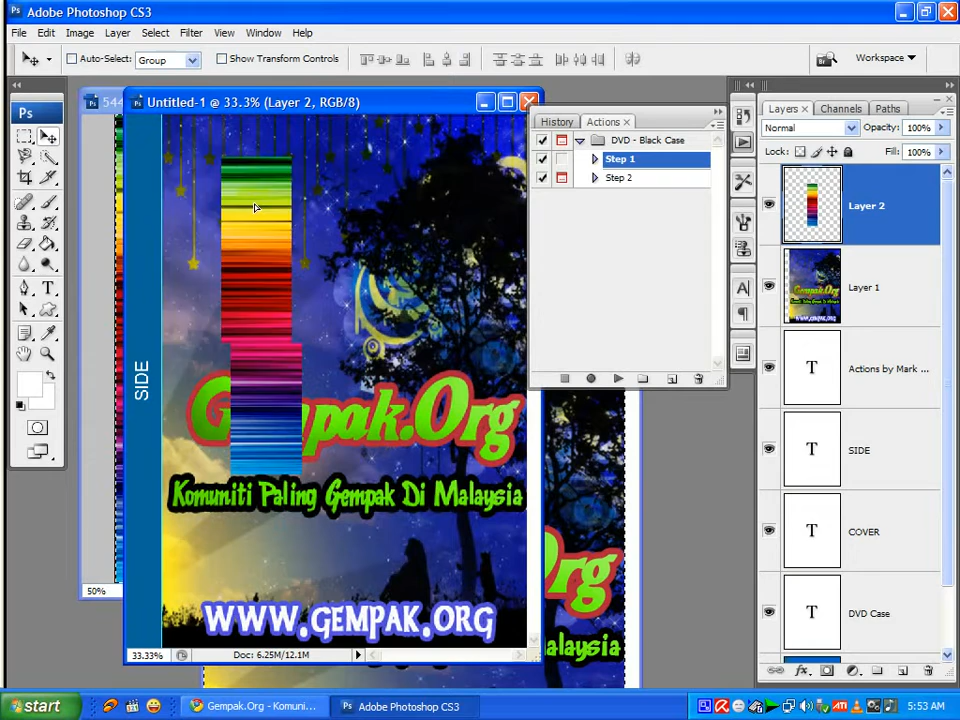 Ps Adobe Photoshop CS3
File Edit Image Layer Select Filter View Window Help
Auto-Select: Group Show Transform Controls Workspace
Ps
Untitled-1 @ 33.3% (Layer 2, RGB/8)
SIDE
Gempak.Org
Komuniti Paling Gempak Di Malaysia
WWW.GEMPAK.ORG
33.33% Doc: 6.25M/12.1M
50%
Org
alaysia
History Actions
DVD - Black Case
Step 1
Step 2
Layers Channels Paths
Normal Opacity: 100%
Lock: Fill: 100%
Layer 2
Layer 1
Actions by Mark ...
SIDE
COVER
DVD Case
start Gempak.Org - Komuni... Adobe Photoshop CS3 5:53 AM